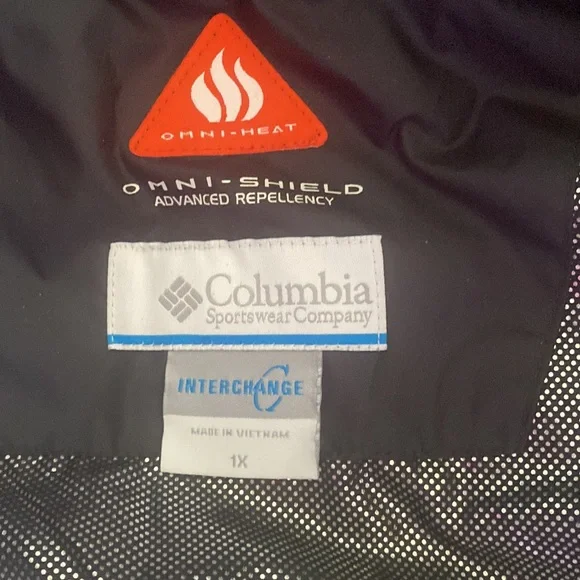 OMNI-HEAT
OMNI-SHIELD
ADVANCED REPELLENCY
Columbia
Sportswear Company
INTERCHANGE
MADE IN VIETNAM
1X